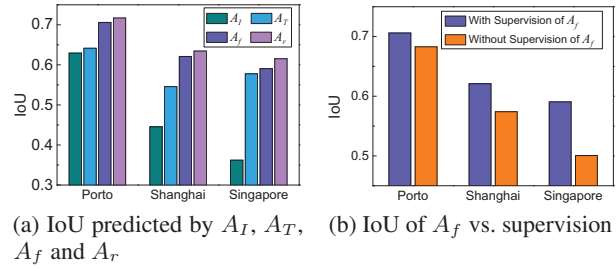 A_I A_T
A_f A_r
IoU
0.7
0.6
0.5
0.4
0.3
Porto Shanghai Singapore
(a) IoU predicted by A_I, A_T,
A_f and A_r
With Supervision of A_f
Without Supervision of A_f
IoU
0.7
0.6
0.5
Porto Shanghai Singapore
(b) IoU of A_f vs. supervision